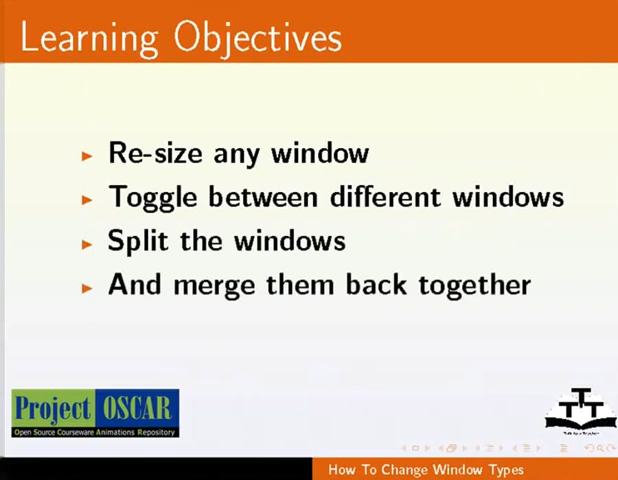 Learning Objectives
Re-size any window
Toggle between different windows
Split the windows
And merge them back together
Project OSCAR
Open Source Courseware Animations Repository
TTT
How To Change Window Types